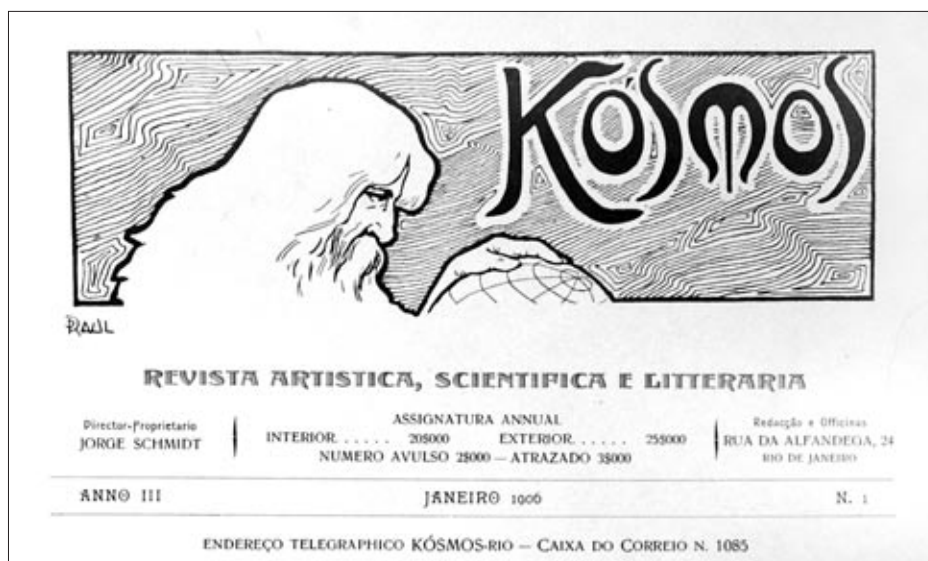 Kósmos
RAUL
REVISTA ARTISTICA, SCIENTIFICA E LITTERARIA
Director-Proprietario
JORGE SCHMIDT
ASSIGNATURA ANNUAL
INTERIOR...... 20$000 EXTERIOR...... 25$000
NUMERO AVULSO 2$000 — ATRAZADO 3$000
Redacção e Officinas
RUA DA ALFANDEGA, 24
RIO DE JANEIRO
ANNO III JANEIRO 1906 N. 1
ENDEREÇO TELEGRAPHICO KÓSMOS-RIO — CAIXA DO CORREIO N. 1085